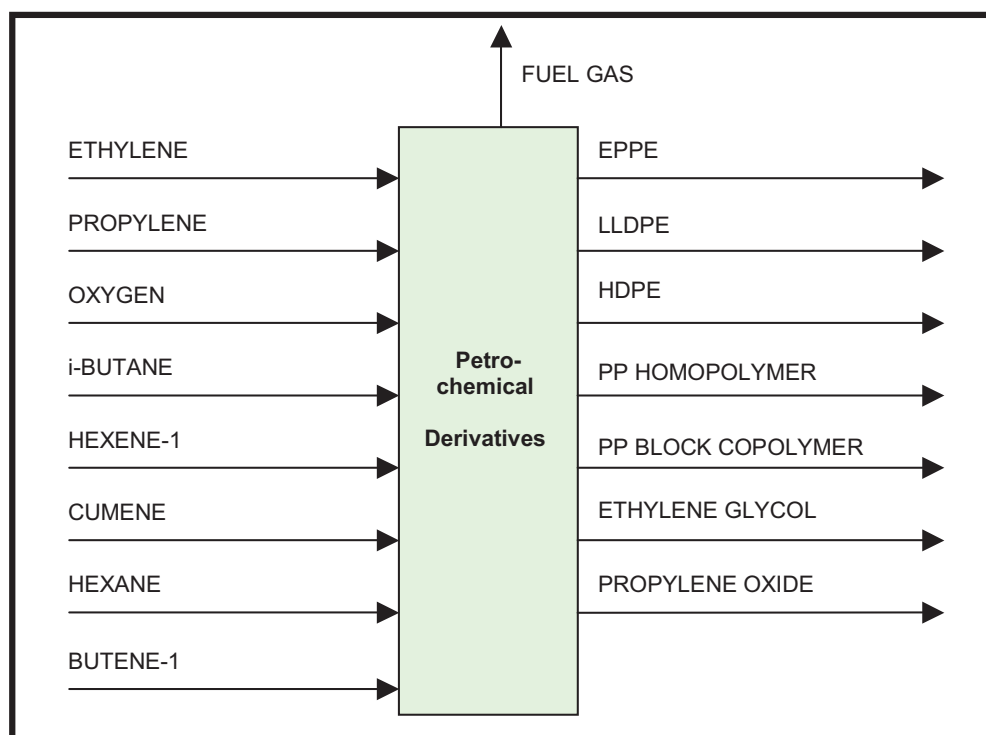 FUEL GAS
ETHYLENE
PROPYLENE
OXYGEN
i-BUTANE
HEXENE-1
CUMENE
HEXANE
BUTENE-1
Petro-
chemical
Derivatives
EPPE
LLDPE
HDPE
PP HOMOPOLYMER
PP BLOCK COPOLYMER
ETHYLENE GLYCOL
PROPYLENE OXIDE